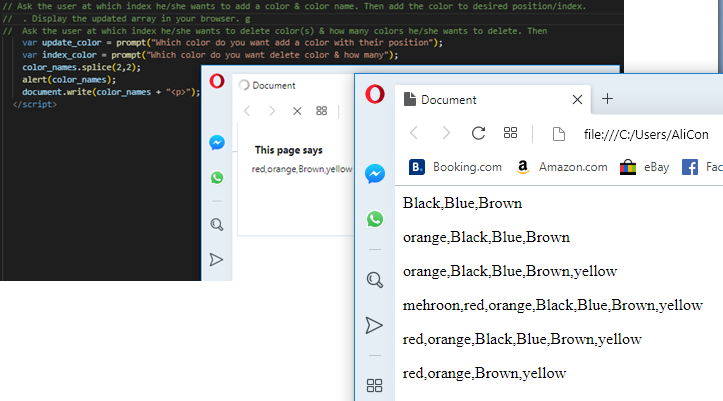 // Ask the user at which index he/she wants to add a color & color name. Then add the color to desired position/index.
// . Display the updated array in your browser. g
// Ask the user at which index he/she wants to delete color(s) & how many colors he/she wants to delete. Then
var update_color = prompt("Which color do you want add a color with their position");
var index_color = prompt("Which color do you want delete color & how many");
color_names.splice(2,2);
alert(color_names);
document.write(color_names + "<p>");
</script>
Document
This page says
red,orange,Brown,yellow
Document
file:///C:/Users/AliCon
B. Booking.com
a Amazon.com
eBay
f Fac
Black,Blue,Brown
orange,Black,Blue,Brown
orange,Black,Blue,Brown,yellow
mehroon,red,orange,Black,Blue,Brown,yellow
red,orange,Black,Blue,Brown,yellow
red,orange,Brown,yellow